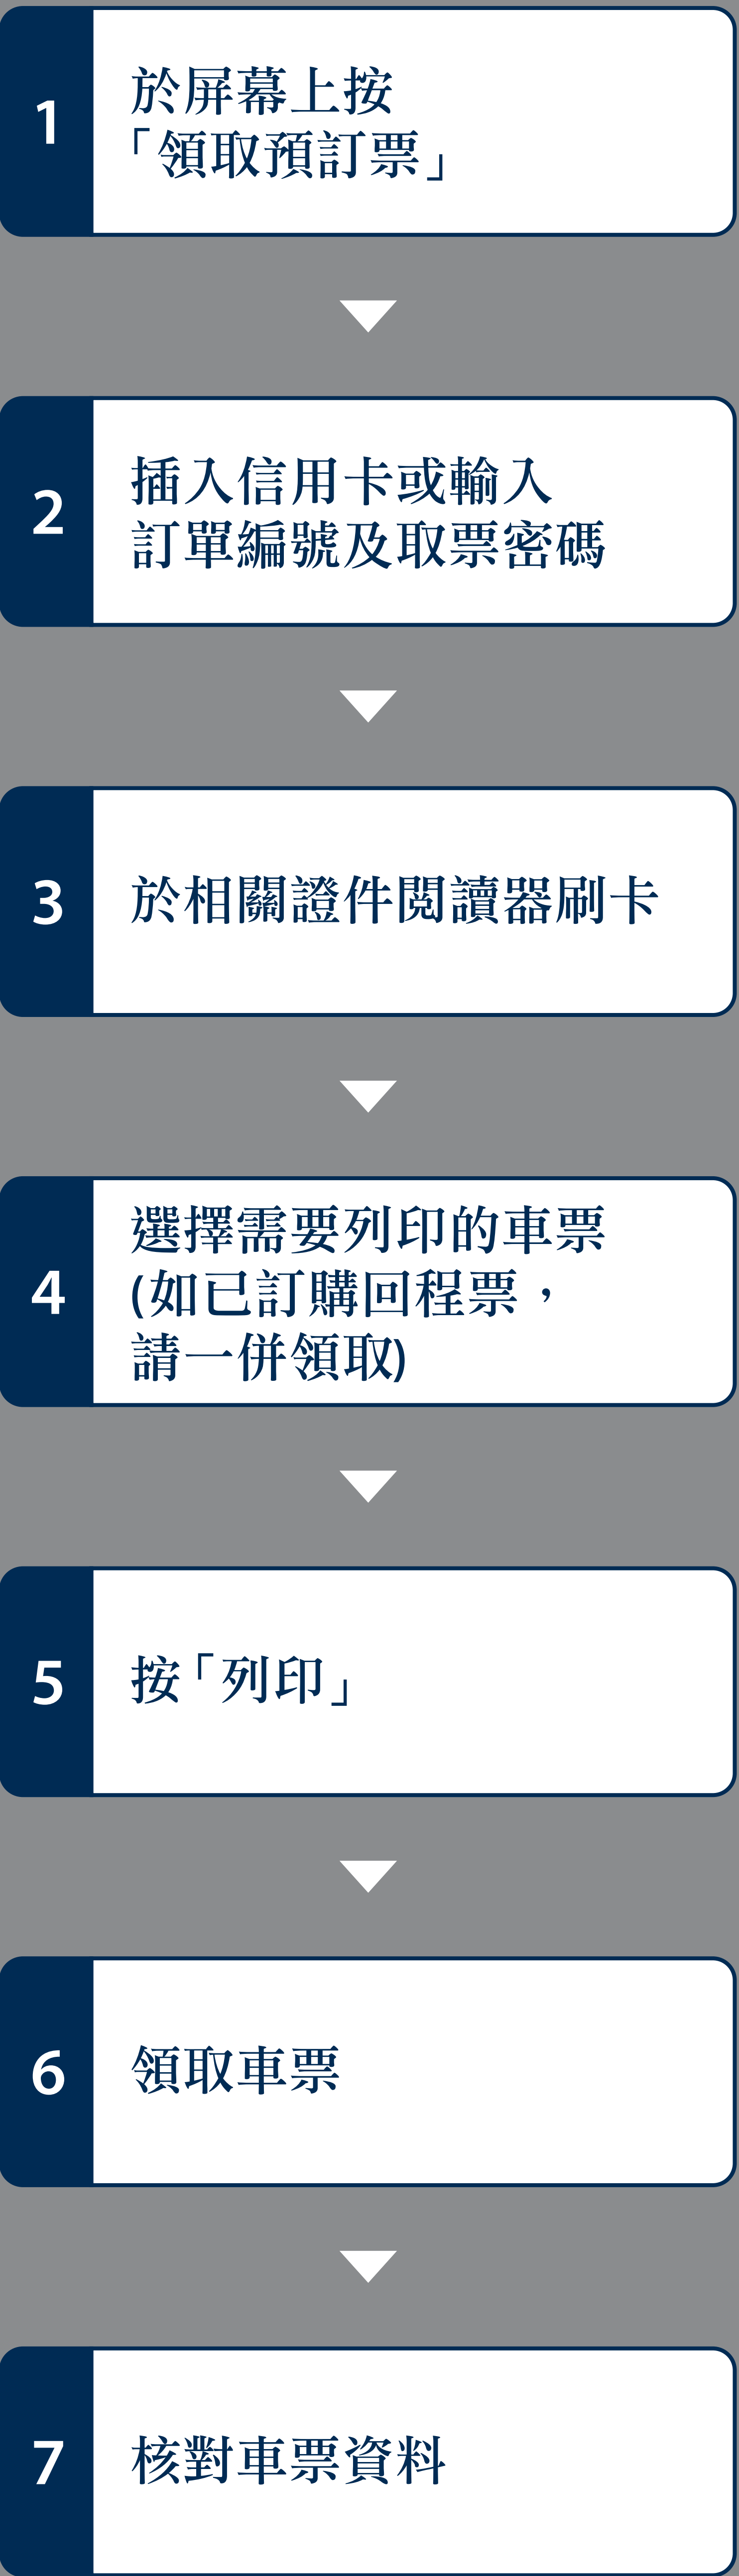 1
於屏幕上按
「領取預訂票」
2
插入信用卡或輸入
訂單編號及取票密碼
3
於相關證件閱讀器刷卡
4
選擇需要列印的車票
(如已訂購回程票，
請一併領取)
5
按「列印」
6
領取車票
7
核對車票資料